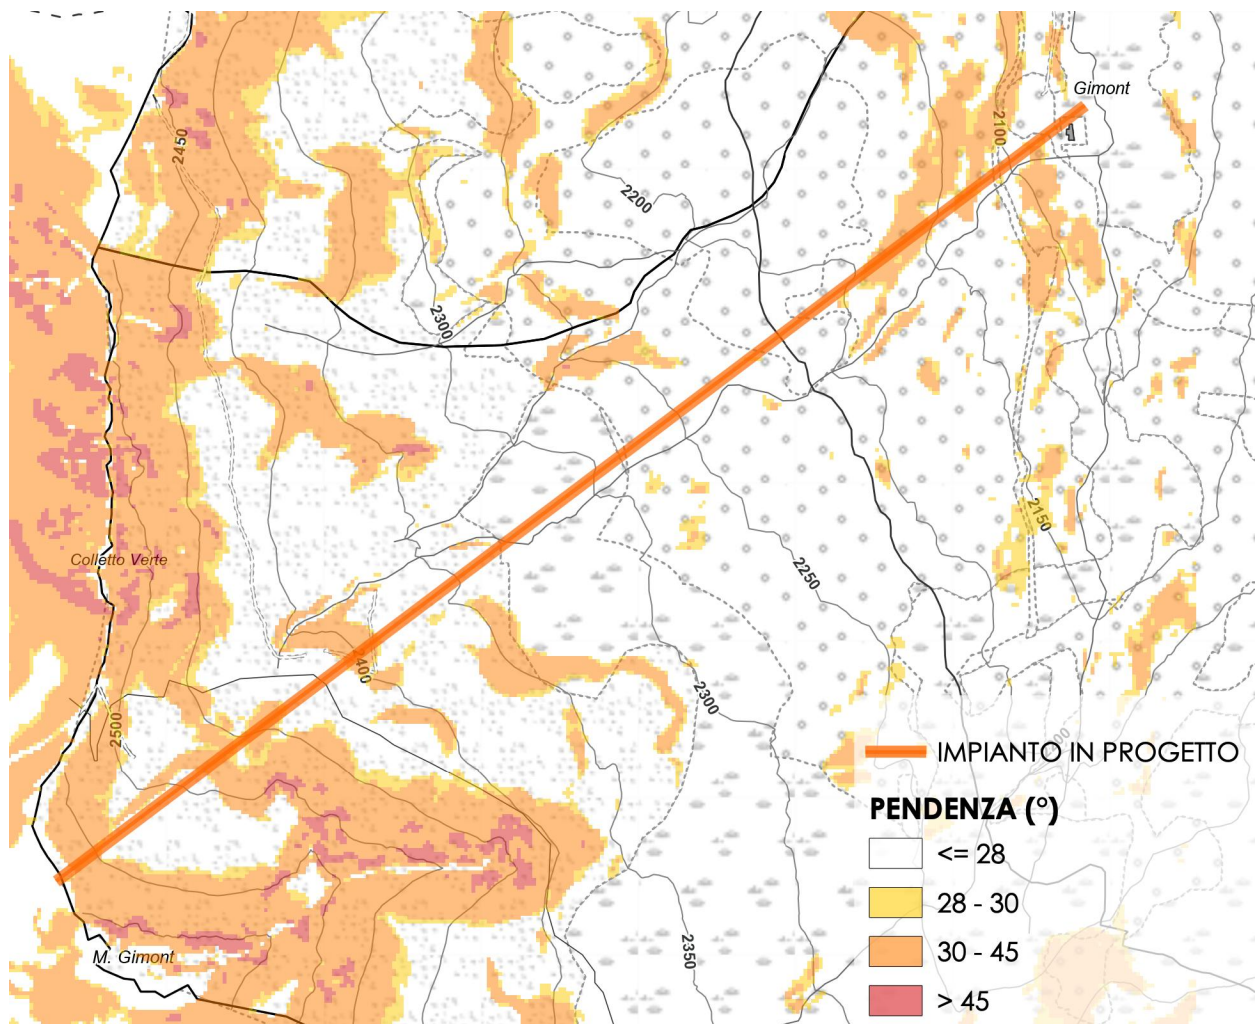 Gimont
2450
2100
2200
2300
2150
Colletto Verte
2250
400
2300
2500
IMPIANTO IN PROGETTO
PENDENZA (°)
<= 28
28 - 30
30 - 45
> 45
2350
M. Gimont